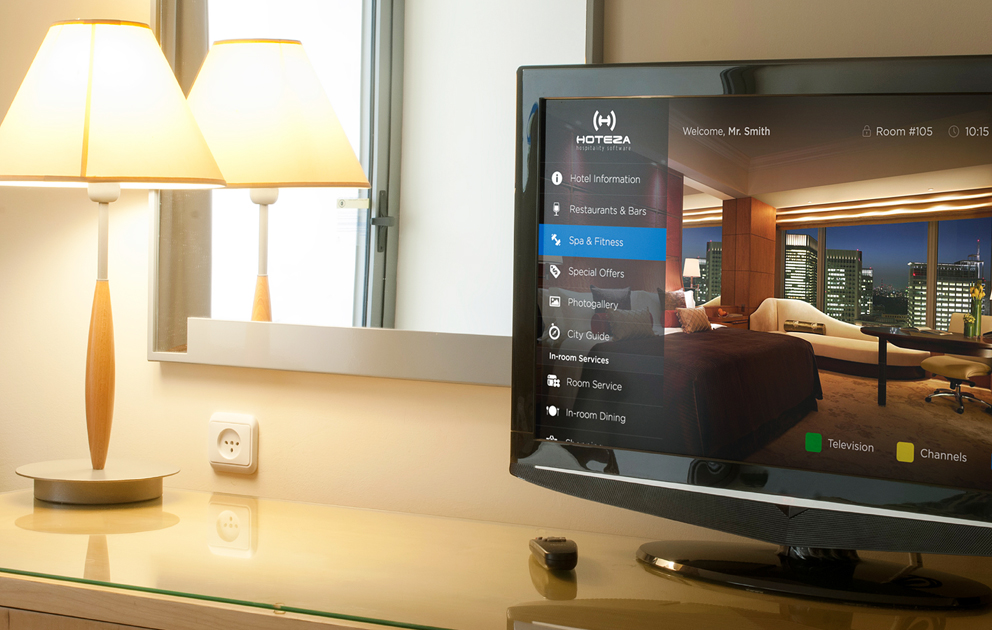 (H)
HOTEZA
hospitality software
Welcome, Mr. Smith
Room #105
10:15
Hotel Information
Restaurants & Bars
Spa & Fitness
Special Offers
Photogallery
City Guide
In-room Services
Room Service
In-room Dining
Television
Channels